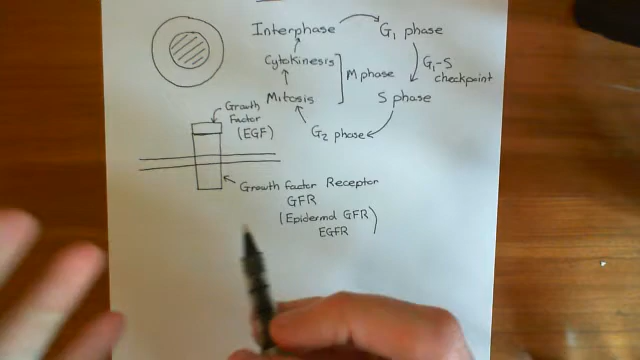 Interphase
G1 phase
Cytokinesis
M phase
G1-S
checkpoint
Mitosis
S phase
G2 phase
Growth
Factor
(EGF)
Growth Factor Receptor
GFR
(Epidermal GFR)
EGFR